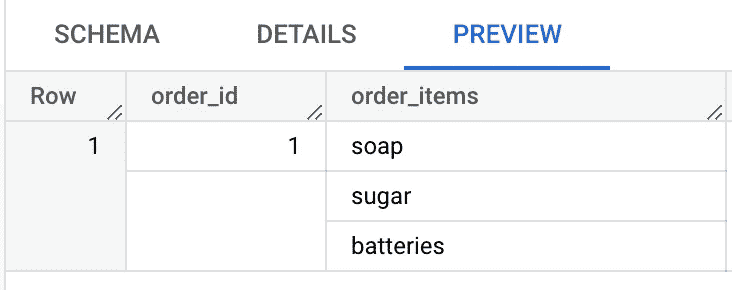 SCHEMA DETAILS PREVIEW
Row order_id order_items
1 1 soap
sugar
batteries